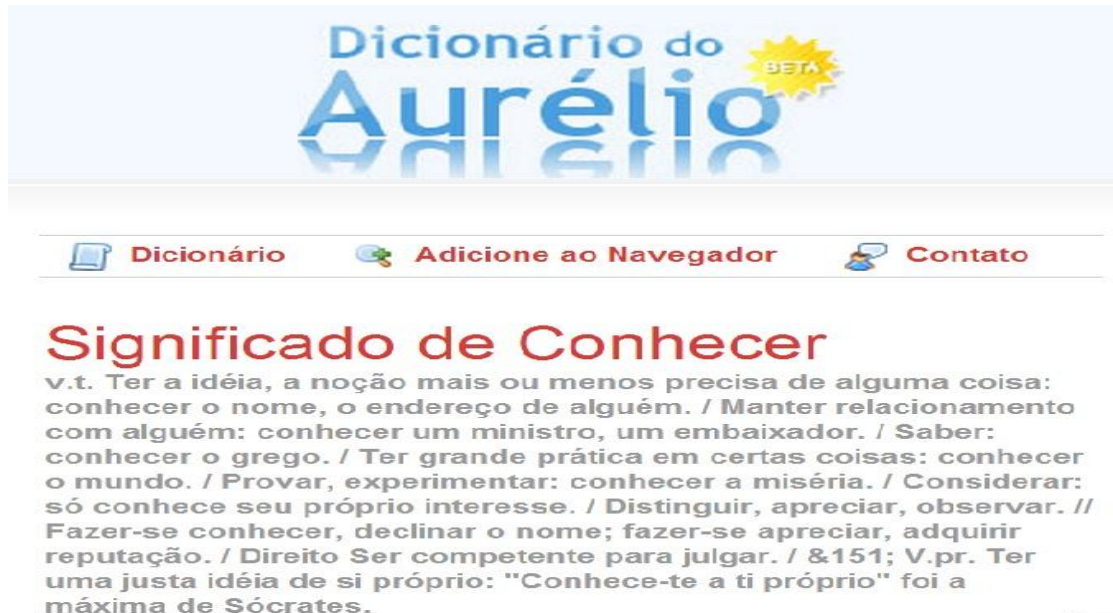 Dicionário do
BETA
Aurélio
Dicionário Adicione ao Navegador Contato
Significado de Conhecer
v.t. Ter a idéia, a noção mais ou menos precisa de alguma coisa:
conhecer o nome, o endereço de alguém. / Manter relacionamento
com alguém: conhecer um ministro, um embaixador. / Saber:
conhecer o grego. / Ter grande prática em certas coisas: conhecer
o mundo. / Provar, experimentar: conhecer a miséria. / Considerar:
só conhece seu próprio interesse. / Distinguir, apreciar, observar. //
Fazer-se conhecer, declinar o nome; fazer-se apreciar, adquirir
reputação. / Direito Ser competente para julgar. / &151; V.pr. Ter
uma justa idéia de si próprio: "Conhece-te a ti próprio" foi a
máxima de Sócrates.